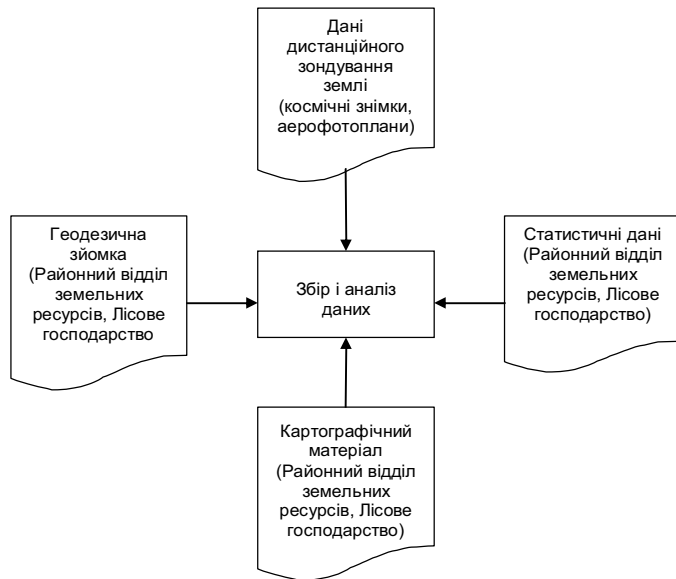 Дані
дистанційного
зондування
землі
(космічні знімки,
аерофотоплани)
Геодезична
зйомка
(Районний відділ
земельних
ресурсів, Лісове
господарство
Збір і аналіз
даних
Статистичні дані
(Районний відділ
земельних
ресурсів, Лісове
господарство)
Картографічний
матеріал
(Районний відділ
земельних
ресурсів, Лісове
господарство)